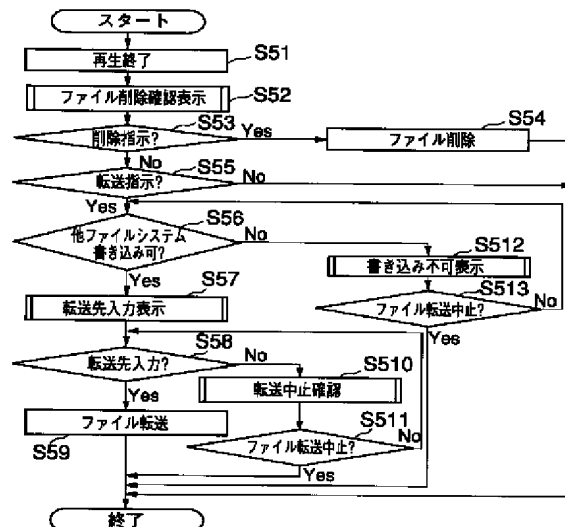 スタート
再生終了
S51
ファイル削除確認表示
S52
削除指示?
S53
Yes
ファイル削除
S54
No
転送指示?
S55
No
Yes
他ファイルシステム
書き込み可?
S56
No
書き込み不可表示
S512
Yes
転送先入力表示
S57
ファイル転送中止?
S513
No
Yes
転送先入力?
S58
No
転送中止確認
S510
Yes
ファイル転送
S59
ファイル転送中止?
S511
No
Yes
終了